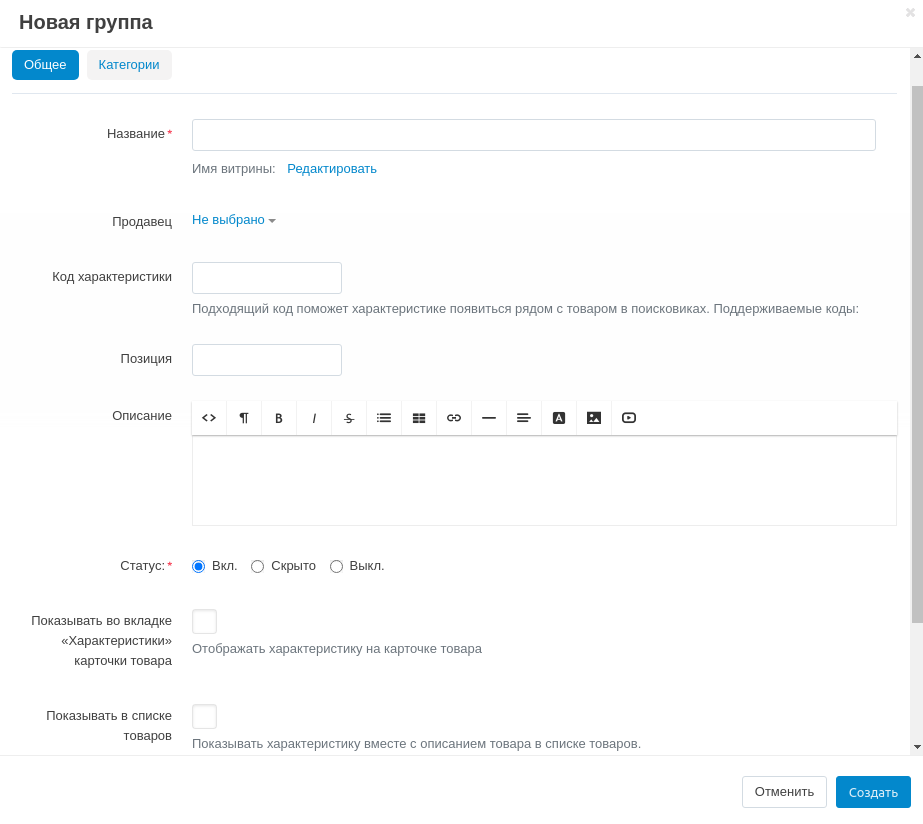 Новая группа
Общее Категории
Название*
Имя витрины: Редактировать
Продавец Не выбрано
Код характеристики
Подходящий код поможет характеристике появиться рядом с товаром в поисковиках. Поддерживаемые коды:
Позиция
Описание
Статус:* Вкл. Скрыто Выкл.
Показывать во вкладке
«Характеристики»
карточки товара
Отображать характеристику на карточке товара
Показывать в списке
товаров
Показывать характеристику вместе с описанием товара в списке товаров.
Отменить Создать